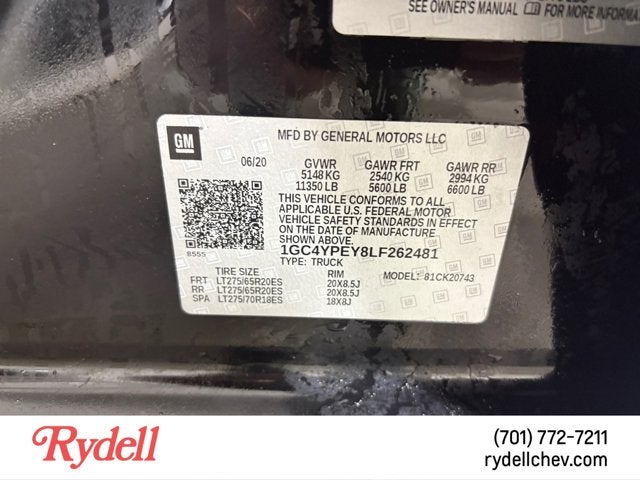 SEE OWNER'S MANUAL FOR MORE INFORMA
GM
MFD BY GENERAL MOTORS LLC
06/20 GVWR GAWR FRT GAWR RR
5148 KG 2540 KG 2994 KG
11350 LB 5600 LB 6600 LB
THIS VEHICLE CONFORMS TO ALL
APPLICABLE U.S. FEDERAL MOTOR
VEHICLE SAFETY STANDARDS IN EFFECT
ON THE DATE OF MANUFACTURE
SHOWN ABOVE.
1GC4YPEY8LF262481
8555 TYPE: TRUCK
TIRE SIZE RIM MODEL: 81CK20743
FRT LT275/65R20ES 20X8.5J
RR LT275/65R20ES 20X8.5J
SPA LT275/70R18ES 18X8J
Rydell
(701) 772-7211
rydellchev.com